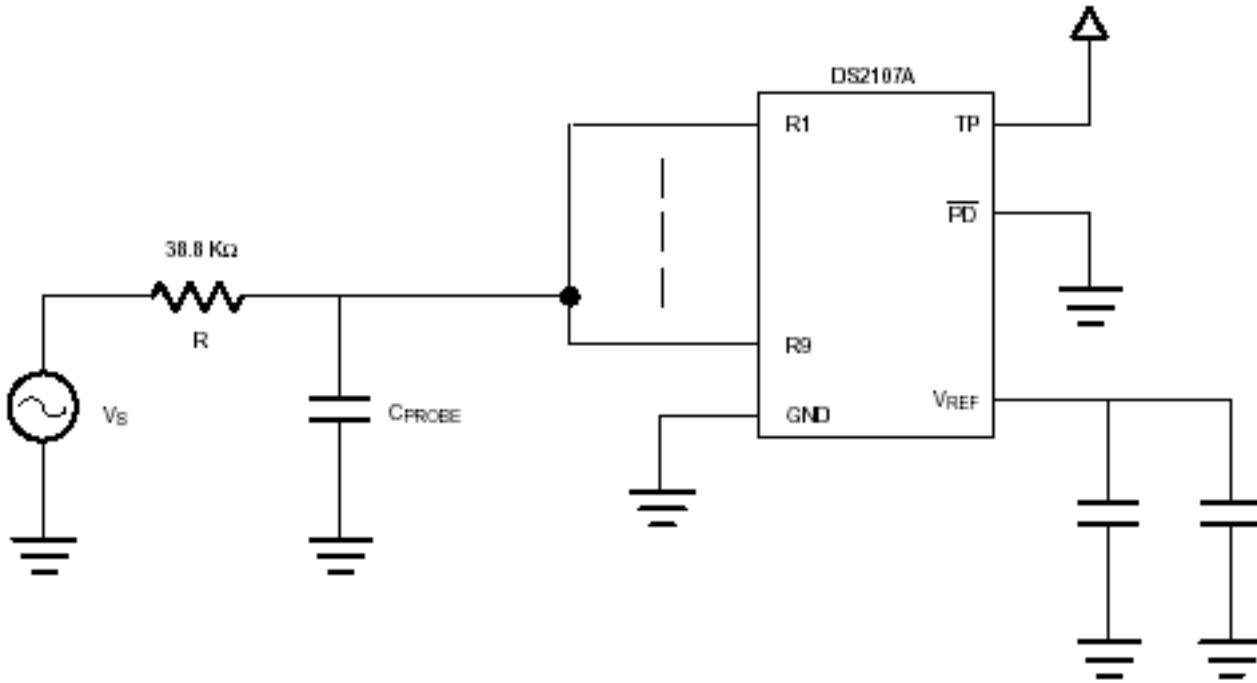 DS2107A
R1
TP
PD
38.8 KΩ
R
R9
VS
CPROBE
GND
VREF